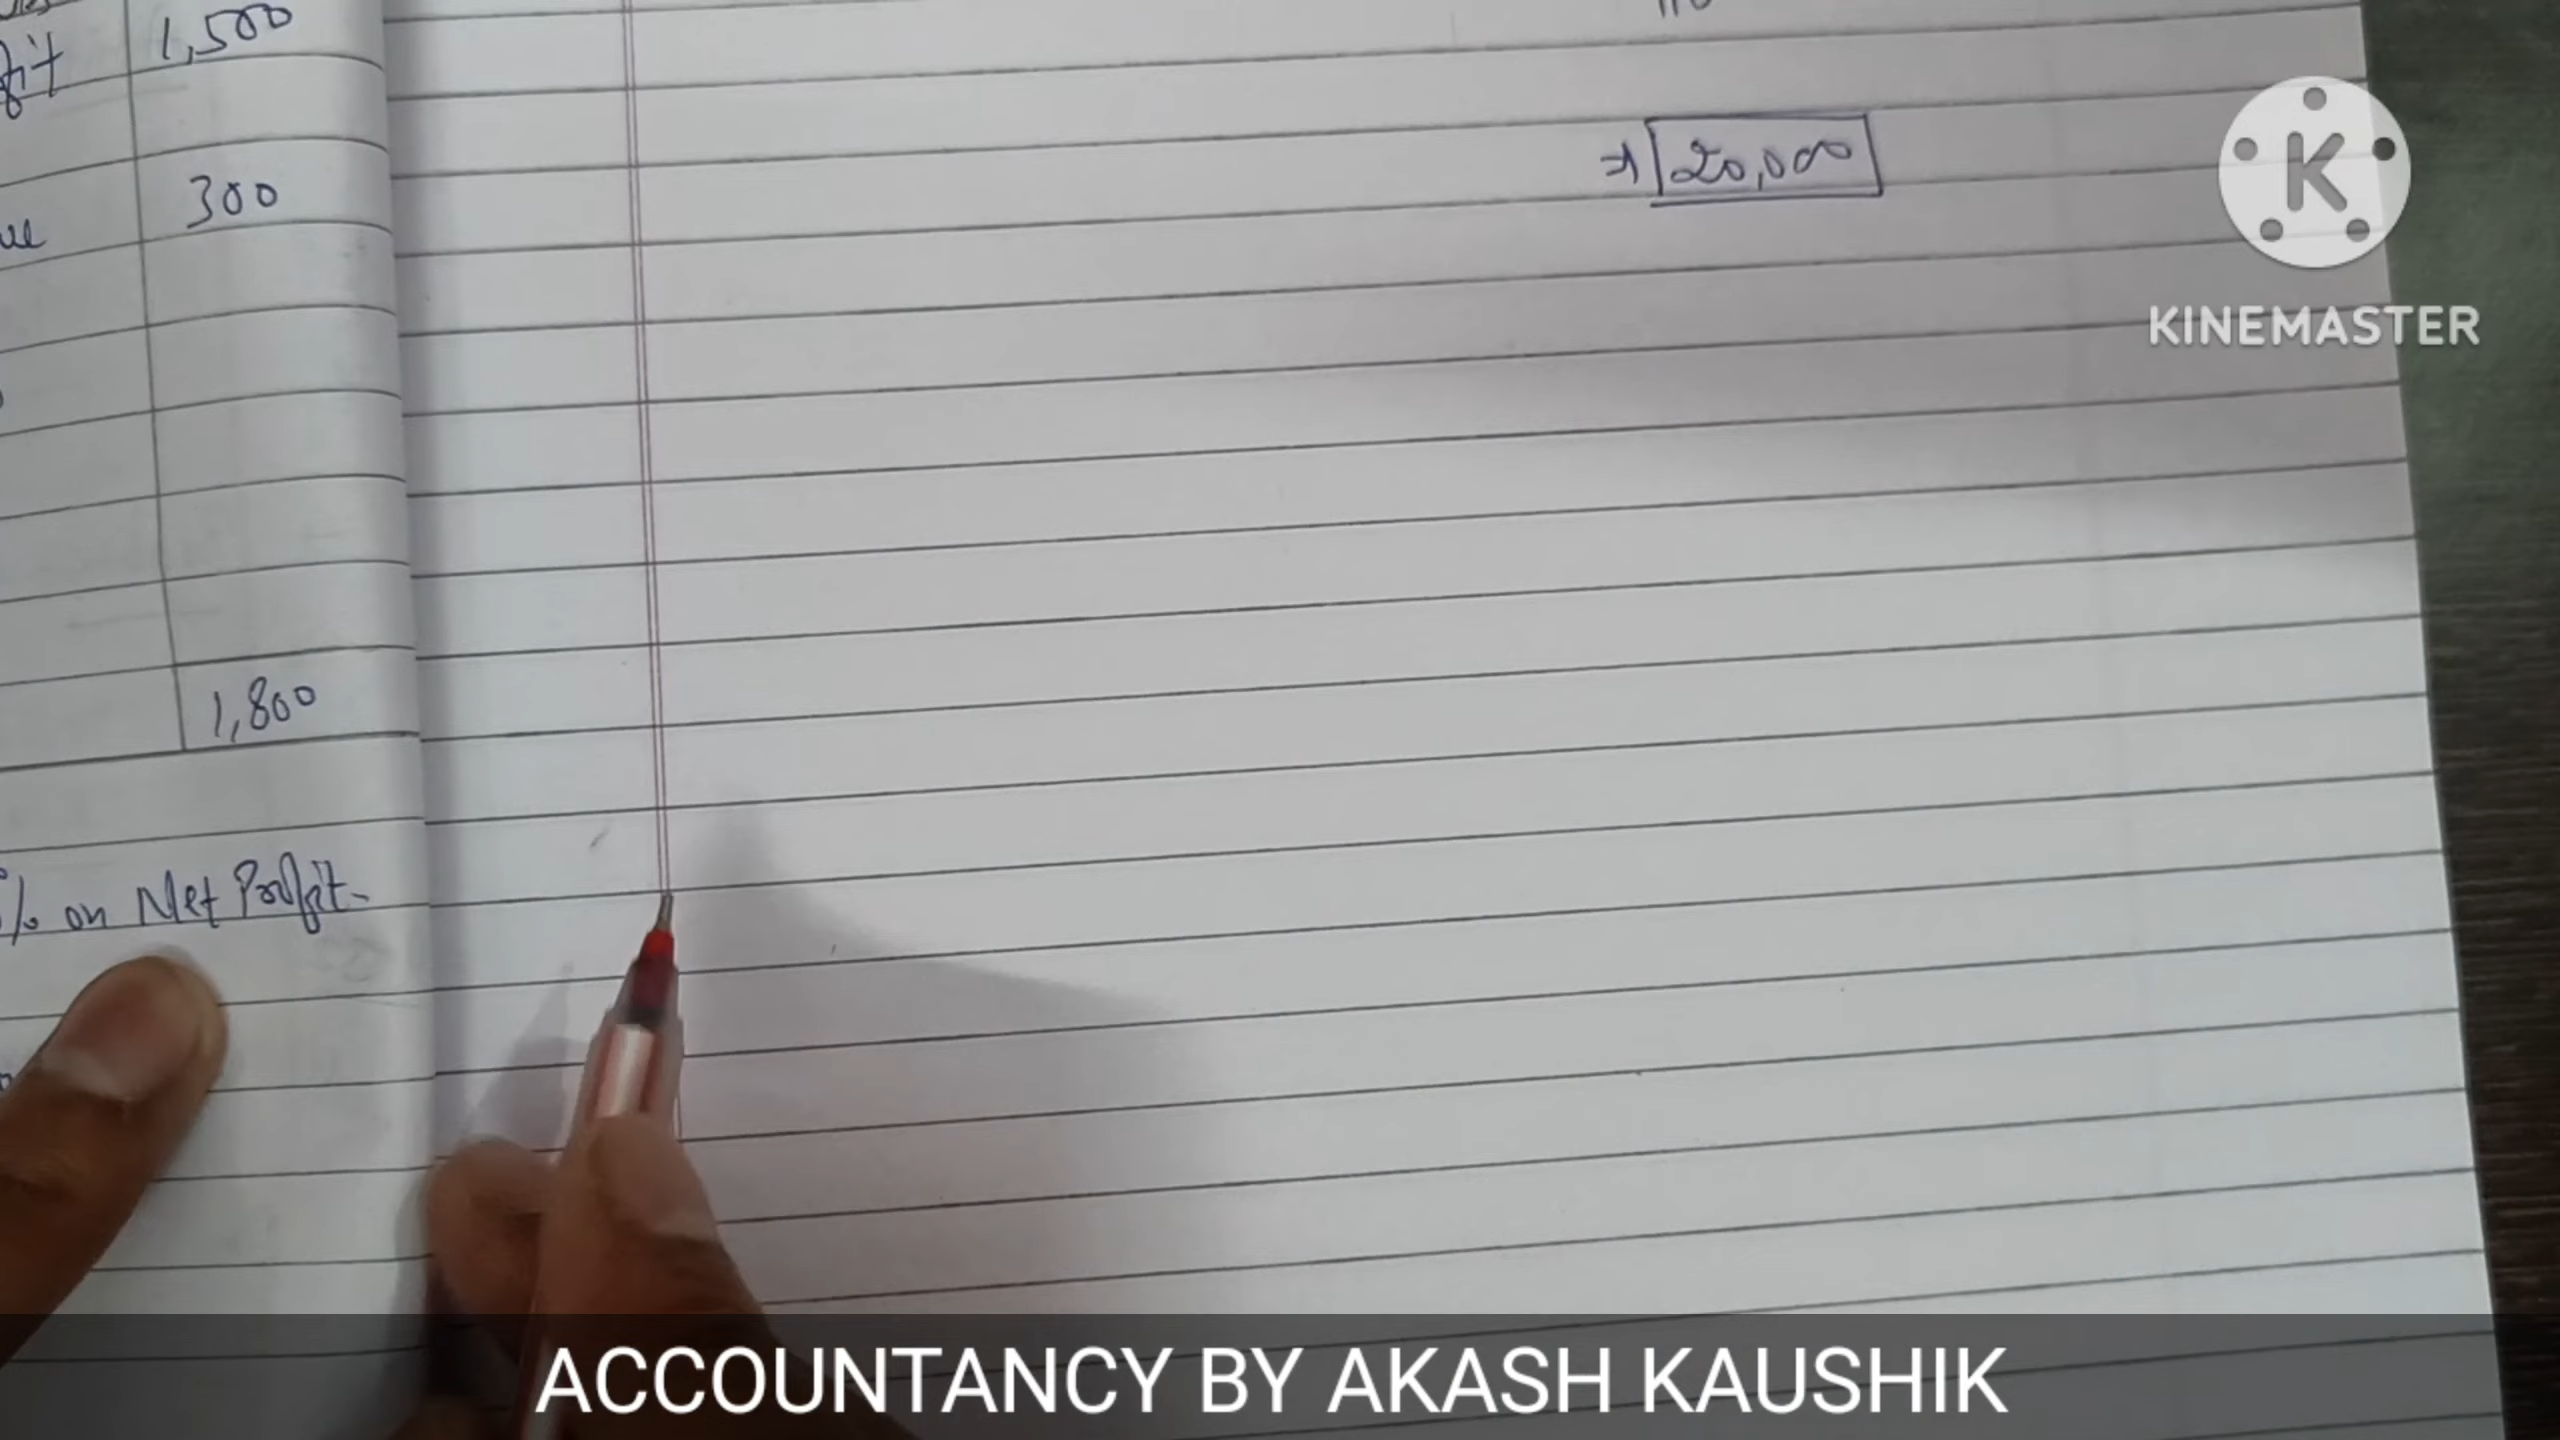 1,500
300
1,800
% on Net Profit-
⇒ 20,000
KINEMASTER
ACCOUNTANCY BY AKASH KAUSHIK